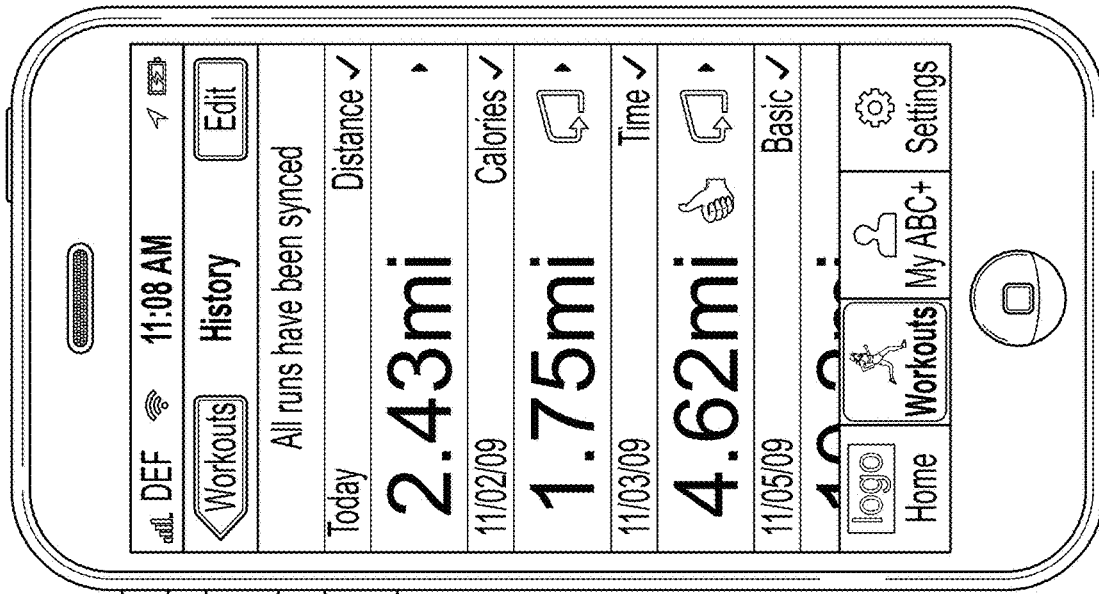 DEF 11:08 AM
Workouts History Edit
All runs have been synced
Today Distance
2.43mi
11/02/09 Calories
1.75mi
11/03/09 Time
4.62mi
11/05/09 Basic
logo
Home Workouts My ABC+ Settings